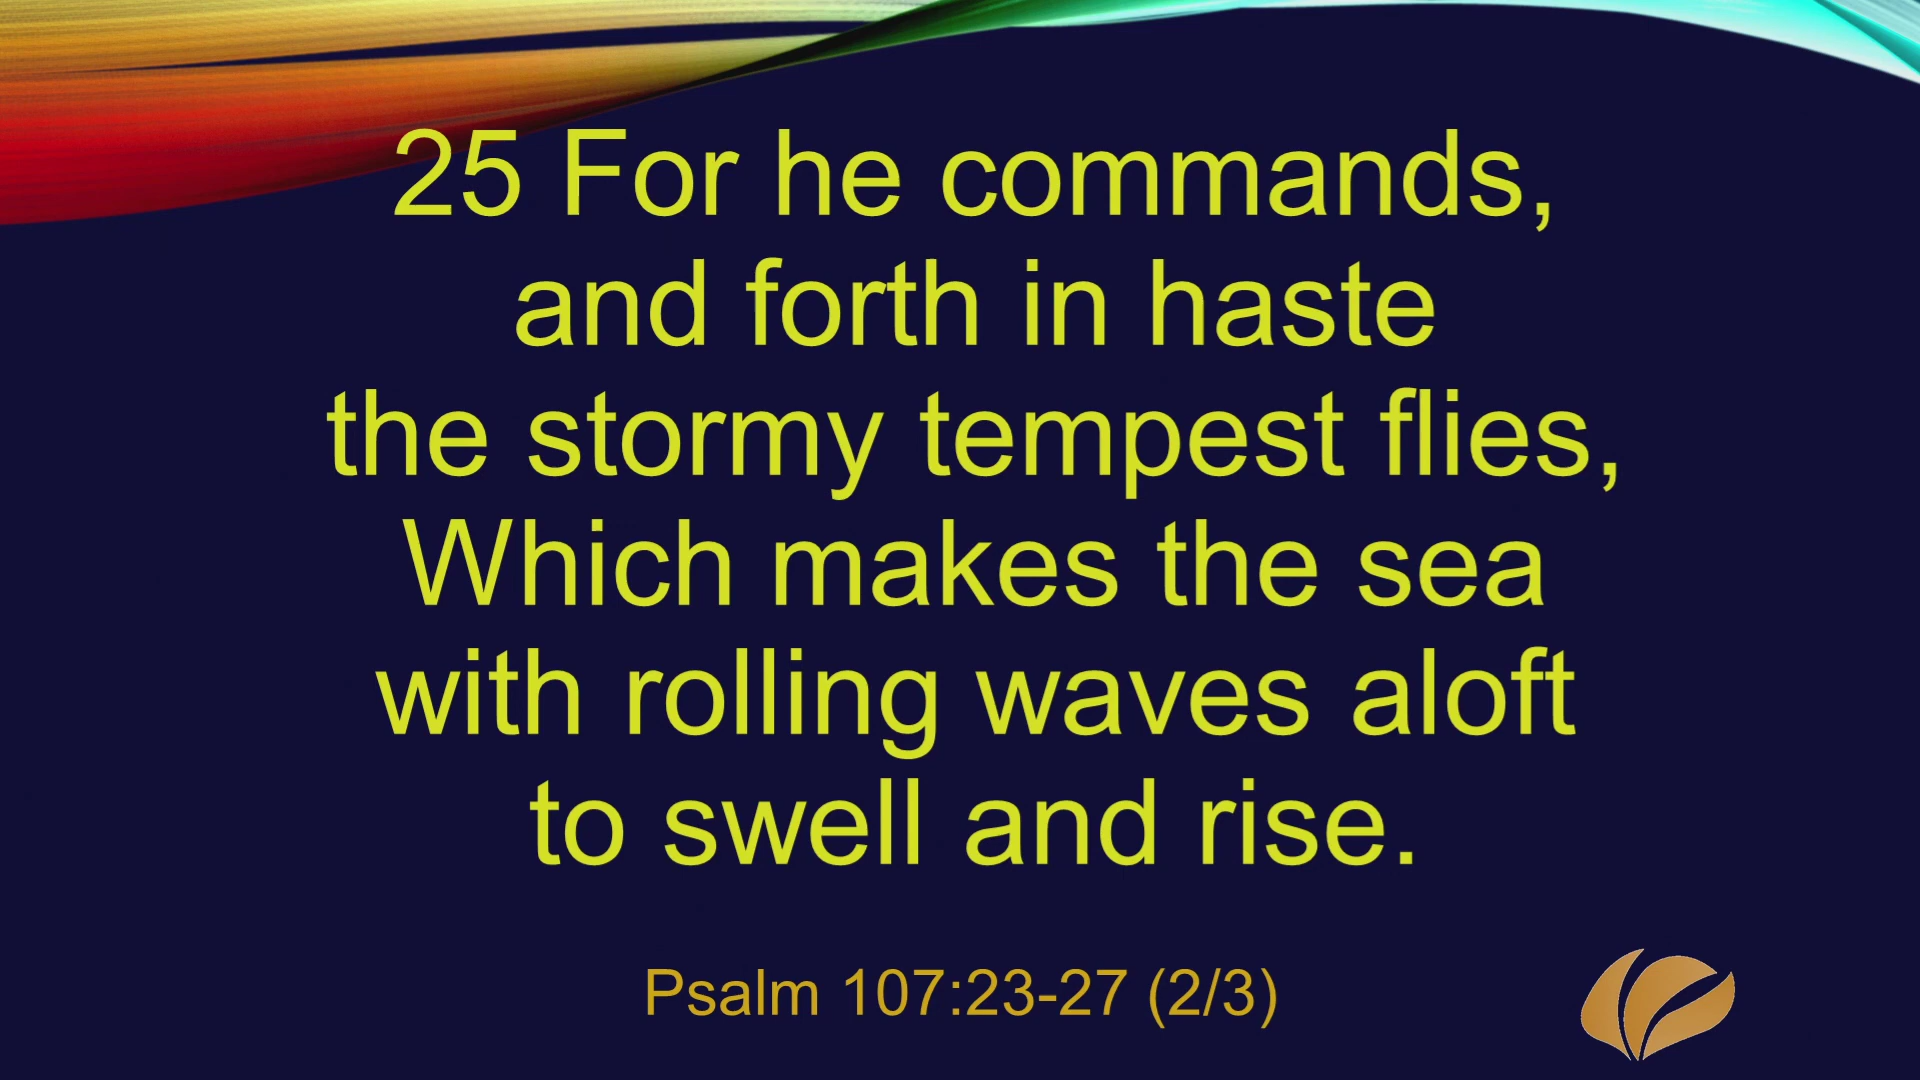 25 For he commands,
and forth in haste
the stormy tempest flies,
Which makes the sea
with rolling waves aloft
to swell and rise.
Psalm 107:23-27 (2/3)